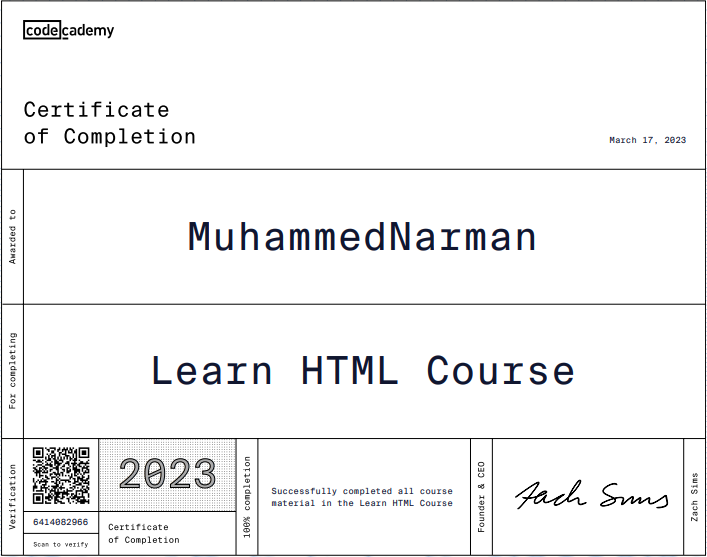 codecademy
Certificate
of Completion
March 17, 2023
Awarded to
MuhammedNarman
For completing
Learn HTML Course
Verification
6414082966
Scan to verify
2023
Certificate
of Completion
100% completion
Successfully completed all course
material in the Learn HTML Course
Founder & CEO
Zach Sims
Zach Sims